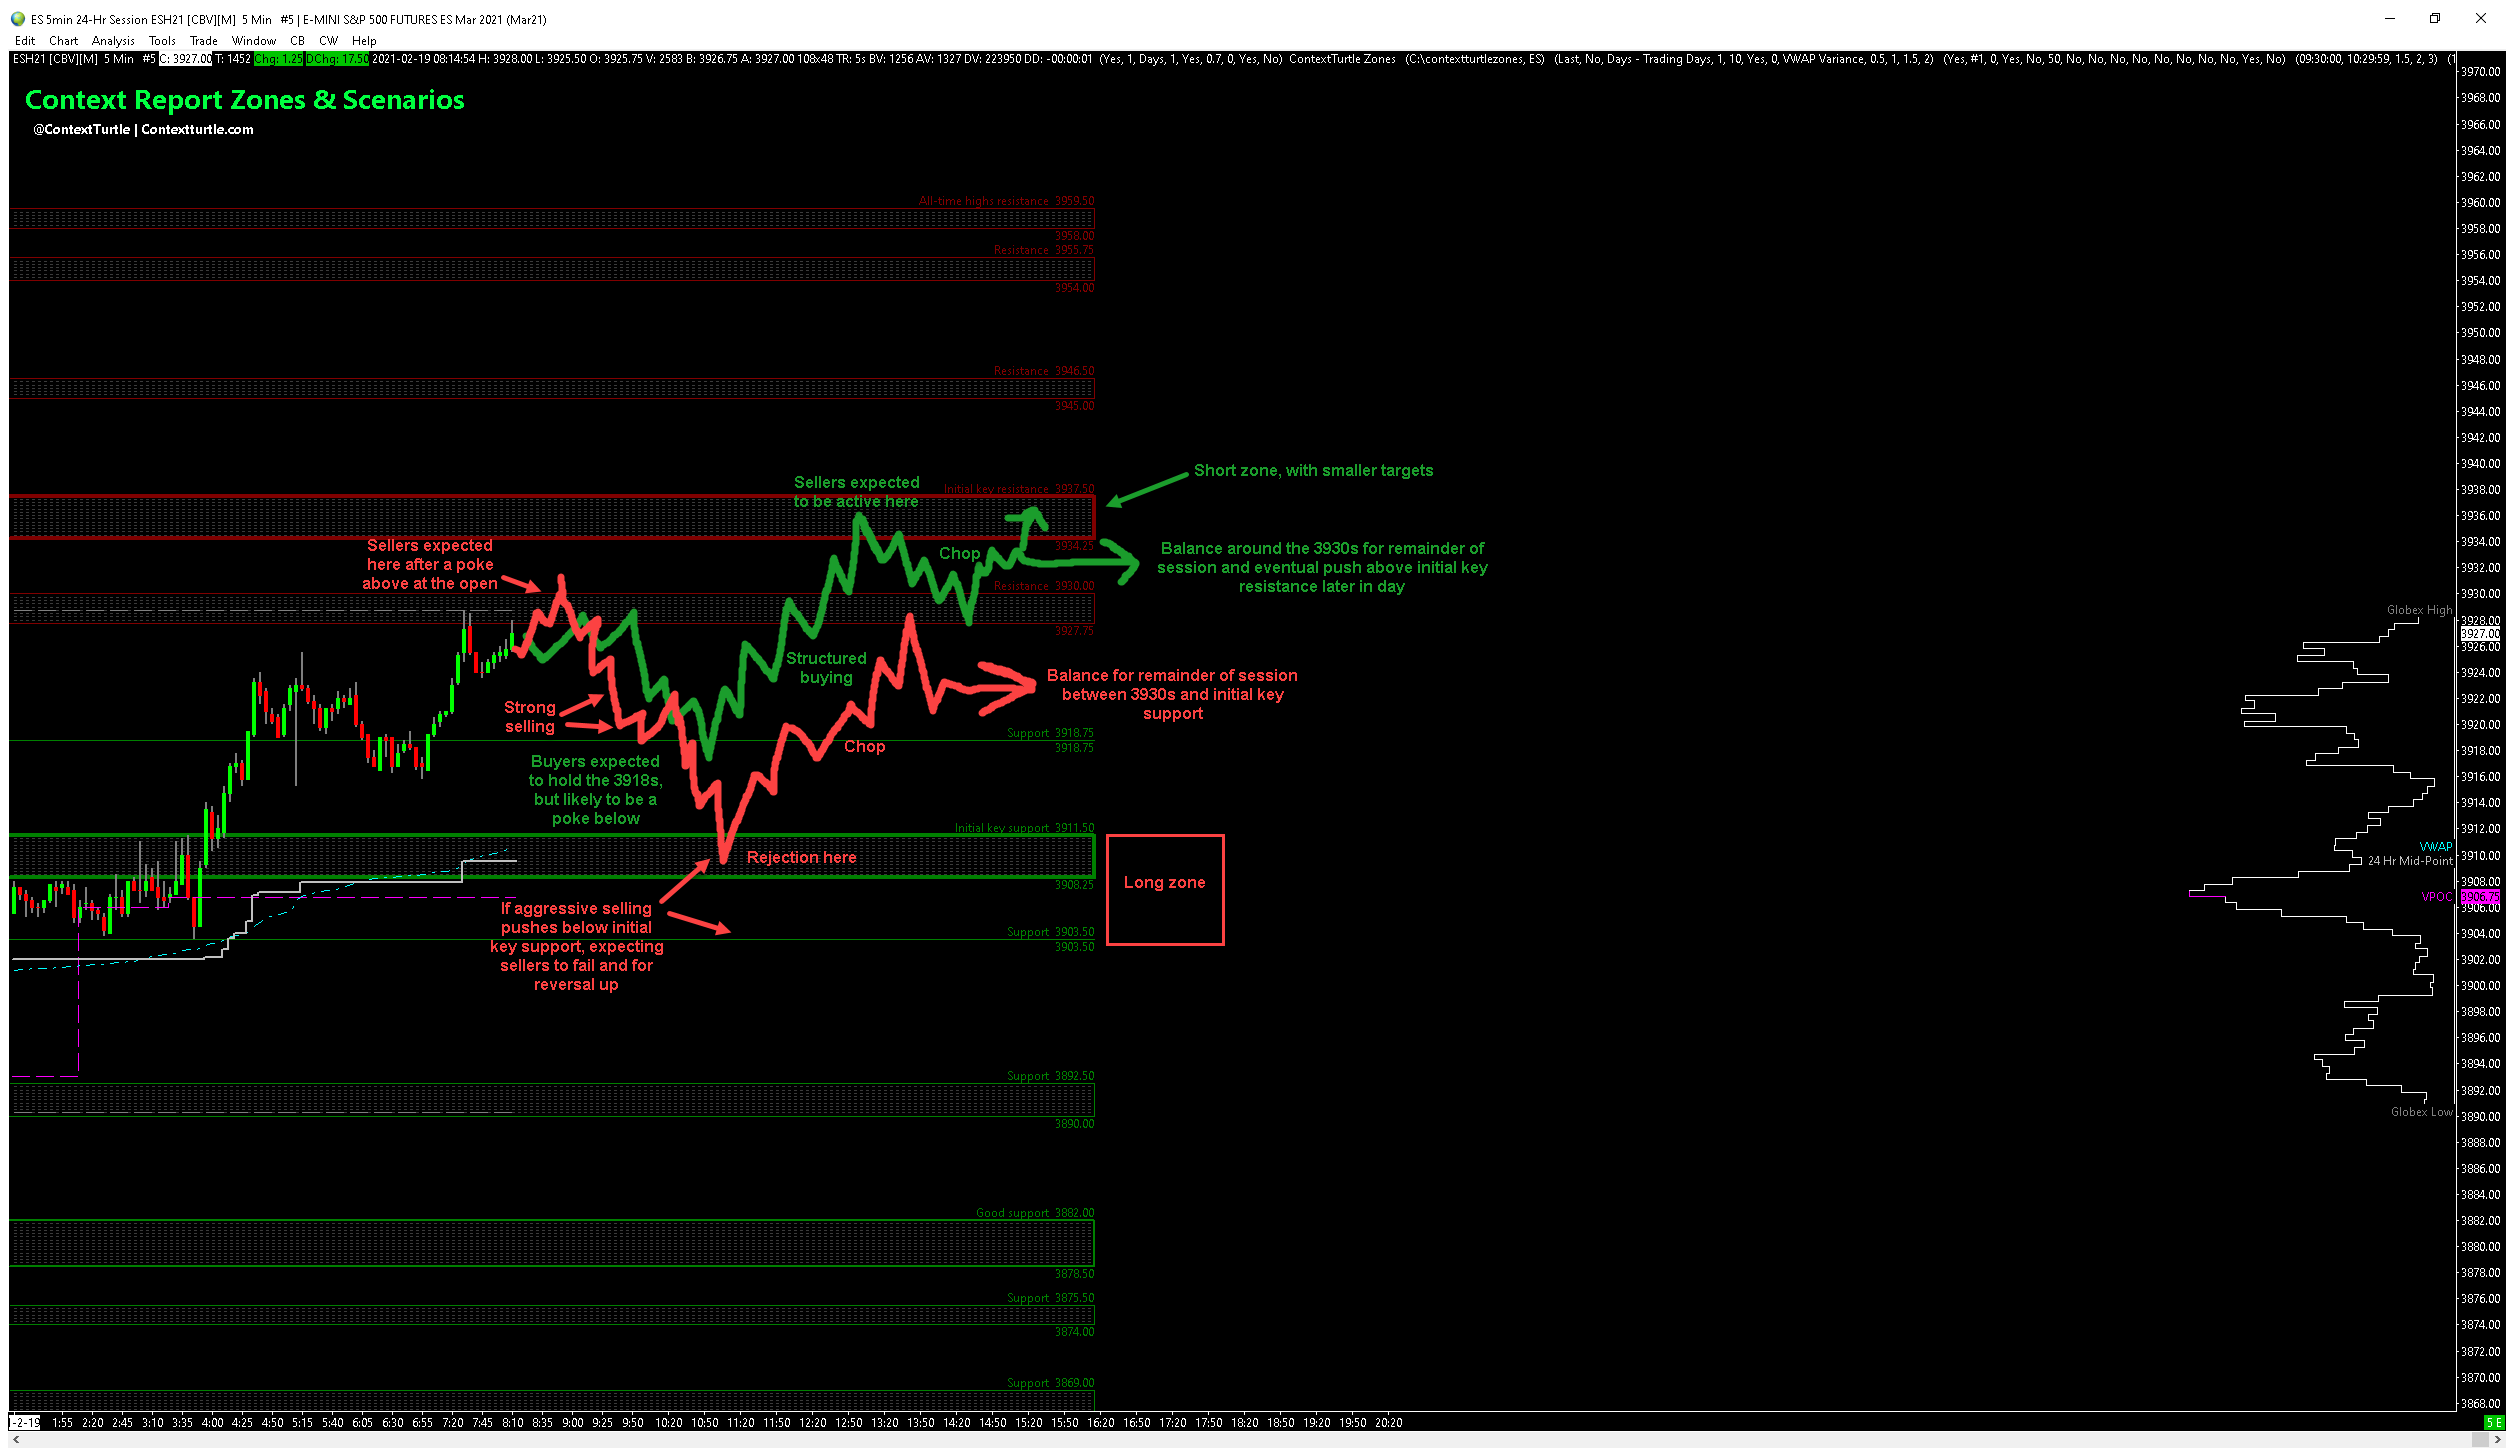 ES 5min 24-Hr Session ESH21 [CBV][M] 5 Min #5 | E-MINI S&P 500 FUTURES ES Mar 2021 (Mar21)
Edit Chart Analysis Tools Trade Window CB CW Help
ESH21 [CBV][M] 5 Min #5 C: 3927.00 T: 1452 Chg: 1.25 DChg: 17.50 2021-02-19 08:14:54 H: 3928.00 L: 3925.50 O: 3925.75 V: 2583 B: 3926.75 A: 3927.00 108x48 TR: 5s BV: 1256 AV: 1327 DV: 223950 DD: -00:00:01 (Yes, 1, Days, 1, Yes, 0.7, 0, Yes, No) ContextTurtle Zones (C:\contextturtlezones, ES) (Last, No, Days - Trading Days, 1, 10, Yes, 0, VWAP Variance, 0.5, 1, 1.5, 2) (Yes, #1, 0, Yes, No, 50, No, No, No, No, No, No, No, No, Yes, No) (09:30:00, 10:29:59, 1.5, 2, 3) (1
Context Report Zones & Scenarios
@ContextTurtle | Contextturtle.com
All-time highs resistance 3959.50
3958.00
Resistance 3955.75
3954.00
Resistance 3946.50
3945.00
Short zone, with smaller targets
Sellers expected
to be active here
Initial key resistance 3937.50
3934.25
Sellers expected
here after a poke
above at the open
Chop
Balance around the 3930s for remainder of
session and eventual push above initial key
resistance later in day
Resistance 3930.00
3927.75
Structured
buying
Balance for remainder of session
between 3930s and initial key
support
Strong
selling
Support 3918.75
3918.75
Chop
Buyers expected
to hold the 3918s,
but likely to be a
poke below
Initial key support 3911.50
Rejection here
3908.25
Long zone
If aggressive selling
pushes below initial
key support, expecting
sellers to fail and for
reversal up
Support 3903.50
3903.50
Support 3892.50
3890.00
Good support 3882.00
3878.50
Support 3875.50
3874.00
Support 3869.00
Globex High
VWAP
24 Hr Mid-Point
VPOC
Globex Low
3970.00
3968.00
3966.00
3964.00
3962.00
3960.00
3958.00
3956.00
3954.00
3952.00
3950.00
3948.00
3946.00
3944.00
3942.00
3940.00
3938.00
3936.00
3934.00
3932.00
3930.00
3928.00
3927.00
3926.00
3924.00
3922.00
3920.00
3918.00
3916.00
3914.00
3912.00
3910.00
3908.00
3906.75
3906.00
3904.00
3902.00
3900.00
3898.00
3896.00
3894.00
3892.00
3890.00
3888.00
3886.00
3884.00
3882.00
3880.00
3878.00
3876.00
3874.00
3872.00
3870.00
3868.00
1-2-19 1:55 2:20 2:45 3:10 3:35 4:00 4:25 4:50 5:15 5:40 6:05 6:30 6:55 7:20 7:45 8:10 8:35 9:00 9:25 9:50 10:20 10:50 11:20 11:50 12:20 12:50 13:20 13:50 14:20 14:50 15:20 15:50 16:20 16:50 17:20 17:50 18:20 18:50 19:20 19:50 20:20
5 E